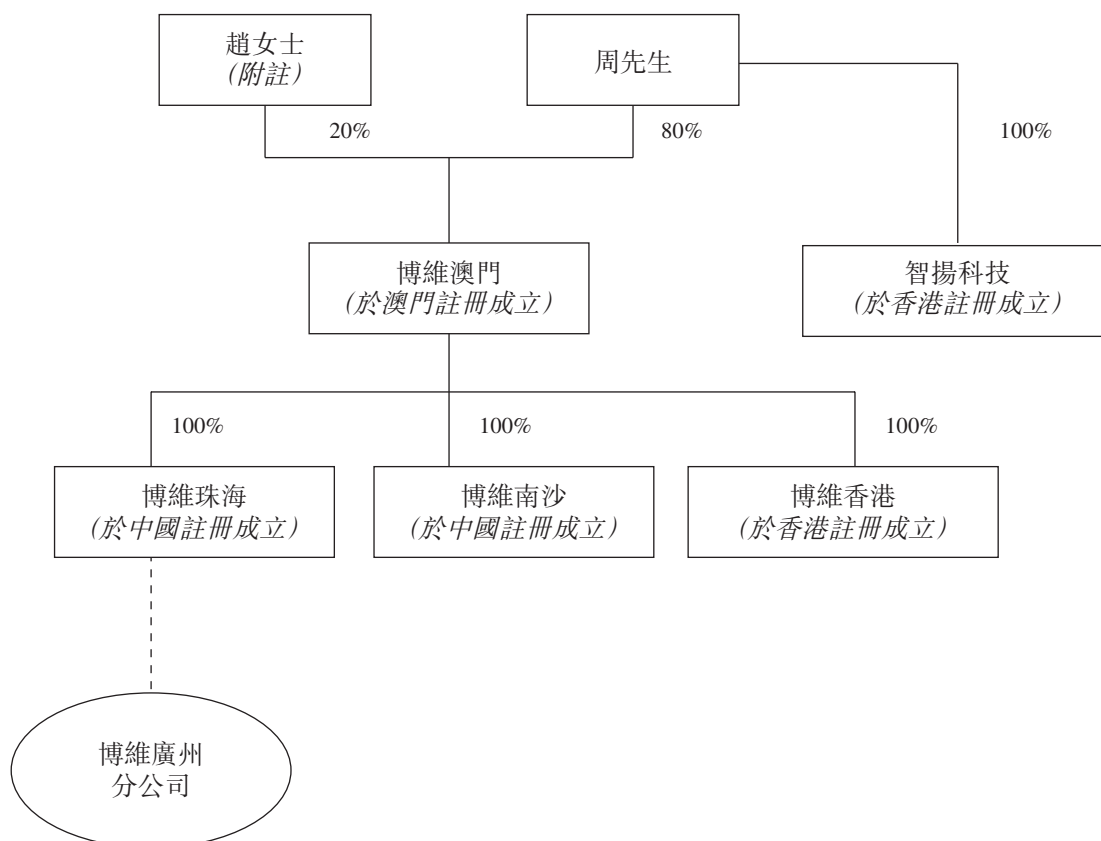 趙女士
(附註)
周先生
20%
80%
100%
博維澳門
(於澳門註冊成立)
智揚科技
(於香港註冊成立)
100%
100%
100%
博維珠海
(於中國註冊成立)
博維南沙
(於中國註冊成立)
博維香港
(於香港註冊成立)
博維廣州
分公司